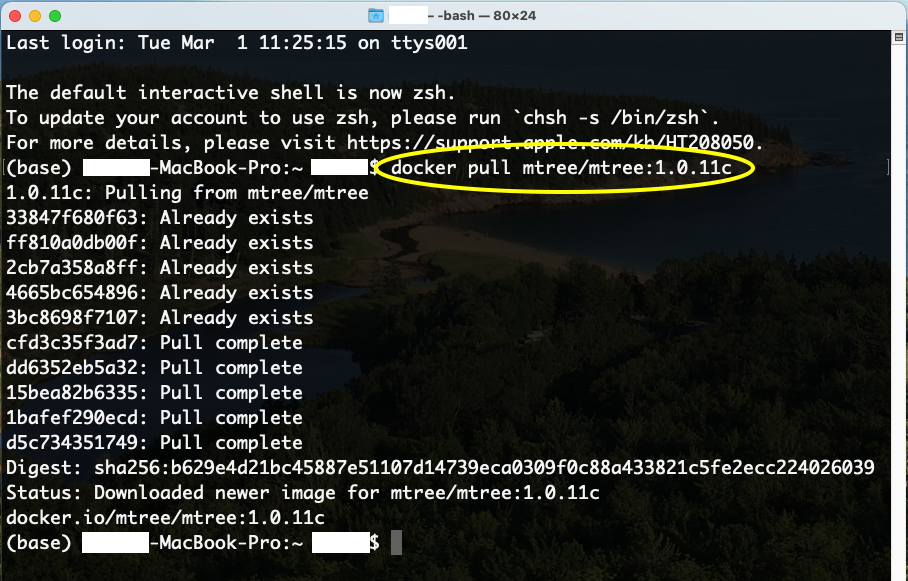 – -bash — 80×24
Last login: Tue Mar  1 11:25:15 on ttys001
The default interactive shell is now zsh.
To update your account to use zsh, please run `chsh -s /bin/zsh`.
For more details, please visit https://support.apple.com/kb/HT208050.
(base) -MacBook-Pro:~ $ docker pull mtree/mtree:1.0.11c
1.0.11c: Pulling from mtree/mtree
33847f680f63: Already exists
ff810a0db00f: Already exists
2cb7a358a8ff: Already exists
4665bc654896: Already exists
3bc8698f7107: Already exists
cfd3c35f3ad7: Pull complete
dd6352eb5a32: Pull complete
15bea82b6335: Pull complete
1bafef290ecd: Pull complete
d5c734351749: Pull complete
Digest: sha256:b629e4d21bc45887e51107d14739eca0309f0c88a433821c5fe2ecc224026039
Status: Downloaded newer image for mtree/mtree:1.0.11c
docker.io/mtree/mtree:1.0.11c
(base) -MacBook-Pro:~ $